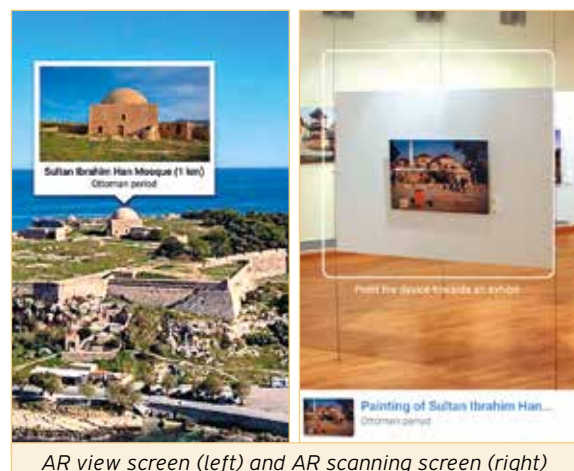 Sultan Ibrahim Han Mosque (1 km)
Ottoman period
Point the device towards an exhibit
Painting of Sultan Ibrahim Han...
Ottoman period
AR view screen (left) and AR scanning screen (right)